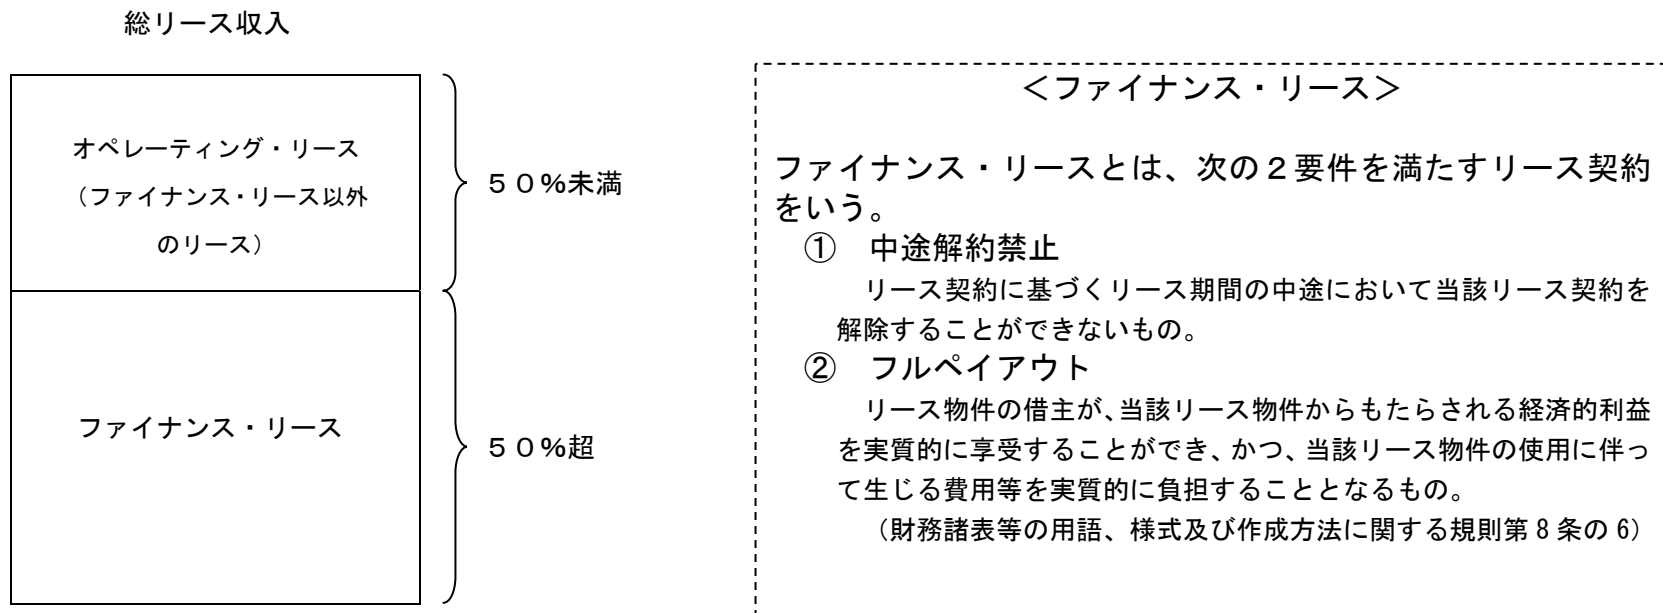 総リース収入
オペレーティング・リース
（ファイナンス・リース以外
のリース）
５０%未満
ファイナンス・リース
５０%超
＜ファイナンス・リース＞
ファイナンス・リースとは、次の２要件を満たすリース契約
をいう。
① 中途解約禁止
リース契約に基づくリース期間の中途において当該リース契約を
解除することができないもの。
② フルペイアウト
リース物件の借主が、当該リース物件からもたらされる経済的利益
を実質的に享受することができ、かつ、当該リース物件の使用に伴っ
て生じる費用等を実質的に負担することとなるもの。
（財務諸表等の用語、様式及び作成方法に関する規則第 8 条の 6）